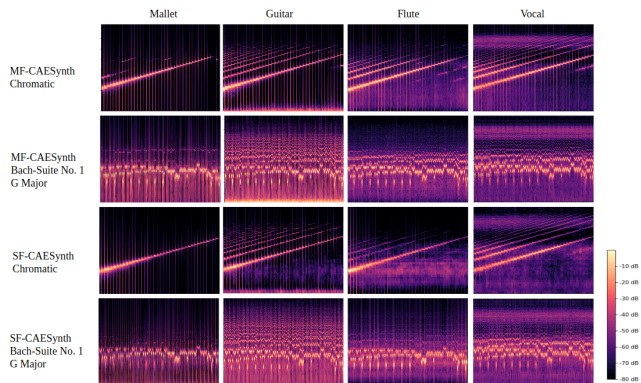 Mallet Guitar Flute Vocal
MF-CAESynth
Chromatic
MF-CAESynth
Bach-Suite No. 1
G Major
SF-CAESynth
Chromatic
SF-CAESynth
Bach-Suite No. 1
G Major
-10 dB
-20 dB
-30 dB
-40 dB
-50 dB
-60 dB
-70 dB
-80 dB